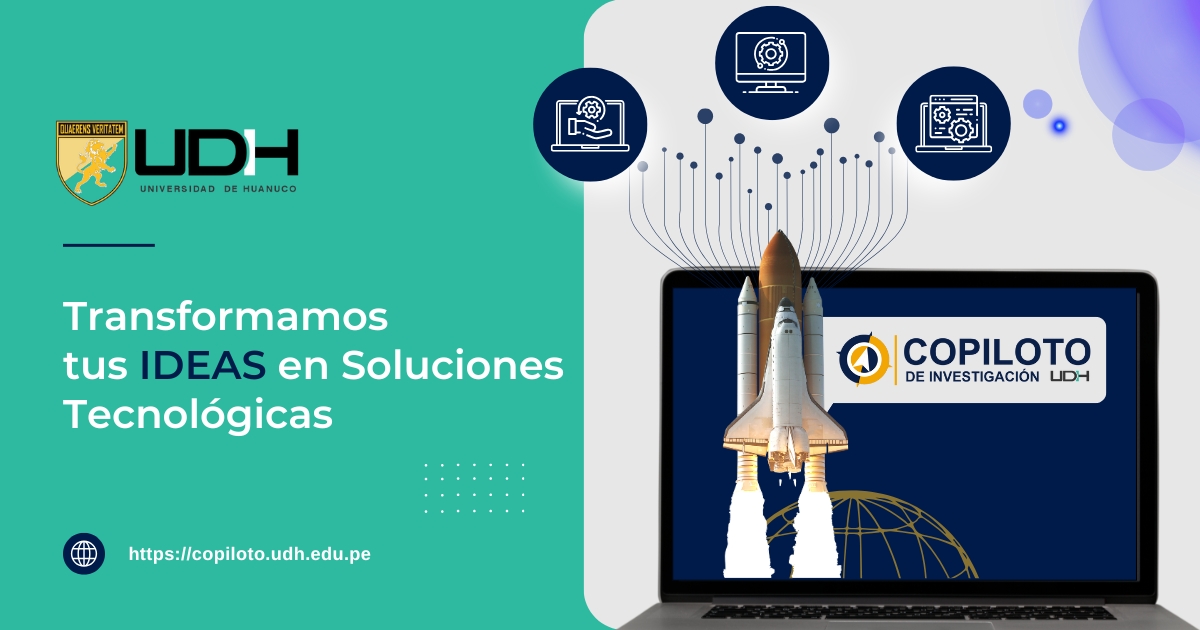 QUAERENS VERITATEM
UDH
UNIVERSIDAD DE HUANUCO
Transformamos
tus IDEAS en Soluciones
Tecnológicas
https://copiloto.udh.edu.pe
COPILOTO
DE INVESTIGACIÓN UDH